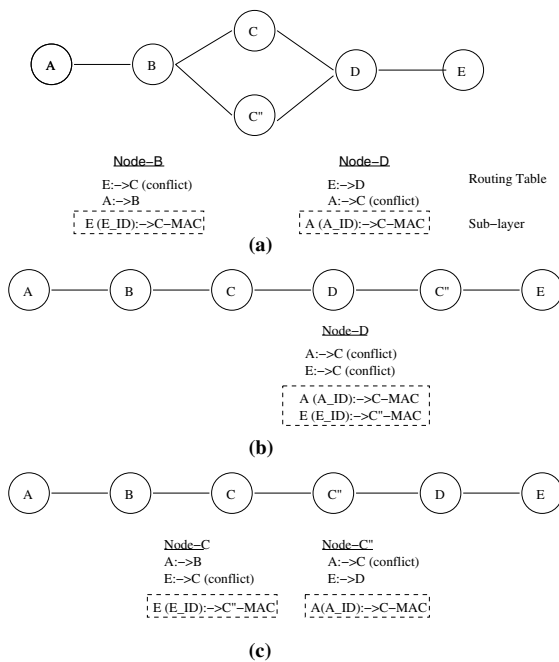 A B C C" D E
Node-B Node-D
E:->C (conflict) E:->D Routing Table
A:->B A:->C (conflict)
E (E_ID):->C-MAC A (A_ID):->C-MAC Sub-layer
(a)
A B C D C" E
Node-D
A:->C (conflict)
E:->C (conflict)
A (A_ID):->C-MAC
E (E_ID):->C"-MAC
(b)
A B C C" D E
Node-C Node-C"
A:->B A:->C (conflict)
E:->C (conflict) E:->D
E (E_ID):->C"-MAC A(A_ID):->C-MAC
(c)